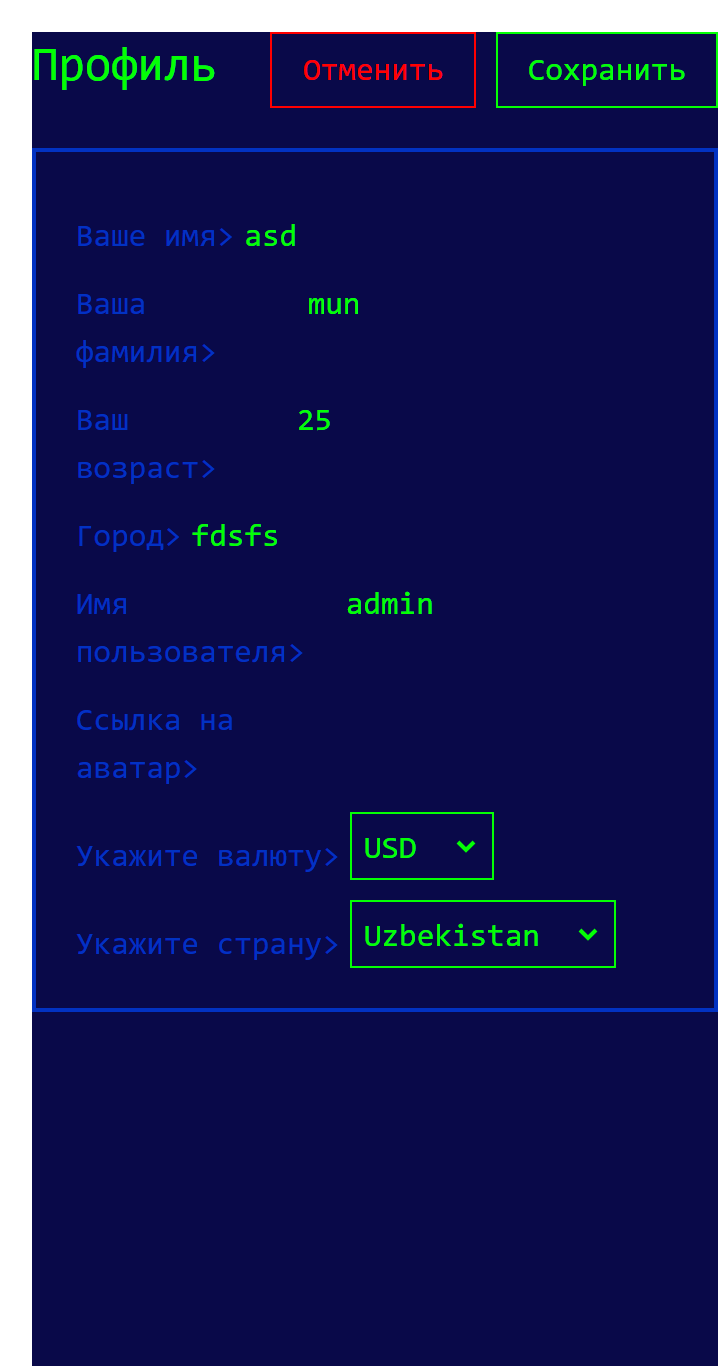 Профиль Отменить Сохранить
Ваше имя> asd
Ваша mun
фамилия>
Ваш 25
возраст>
Город> fdsfs
Имя admin
пользователя>
Ссылка на
аватар>
Укажите валюту> USD
Укажите страну> Uzbekistan